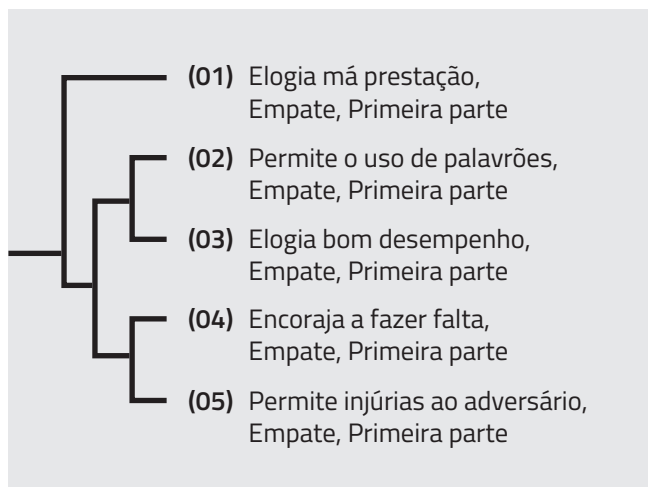 (01) Elogia má prestação,
Empate, Primeira parte
(02) Permite o uso de palavrões,
Empate, Primeira parte
(03) Elogia bom desempenho,
Empate, Primeira parte
(04) Encoraja a fazer falta,
Empate, Primeira parte
(05) Permite injúrias ao adversário,
Empate, Primeira parte